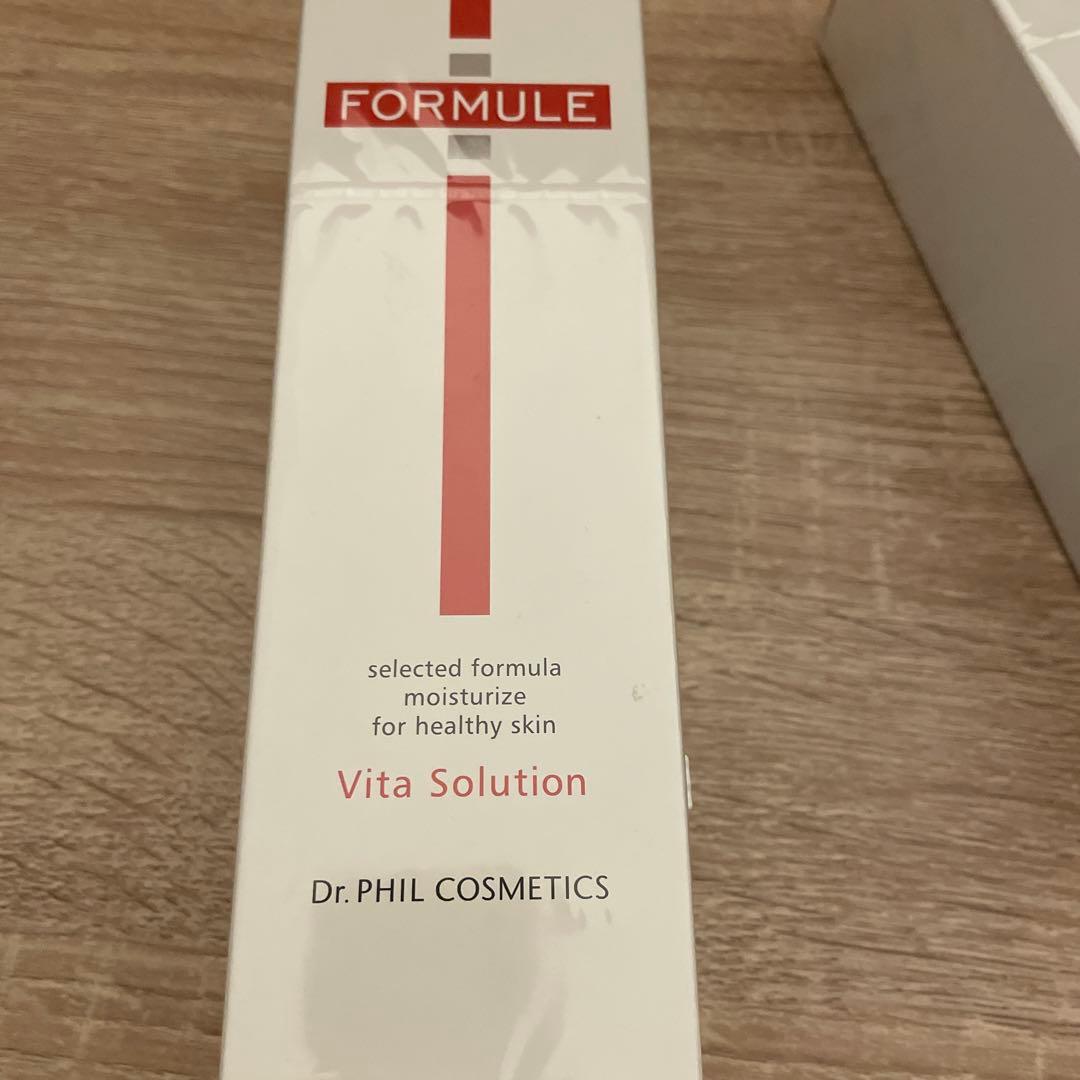 FORMULE
selected formula
moisturize
for healthy skin
Vita Solution
Dr. PHIL COSMETICS